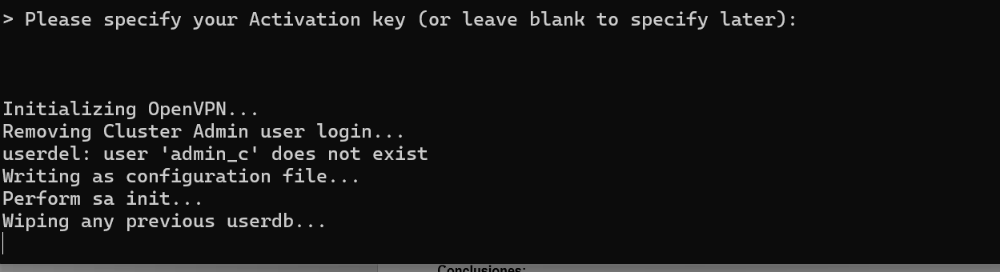 > Please specify your Activation key (or leave blank to specify later):
Initializing OpenVPN...
Removing Cluster Admin user login...
userdel: user 'admin_c' does not exist
Writing as configuration file...
Perform sa init...
Wiping any previous userdb...
Conclusiones: